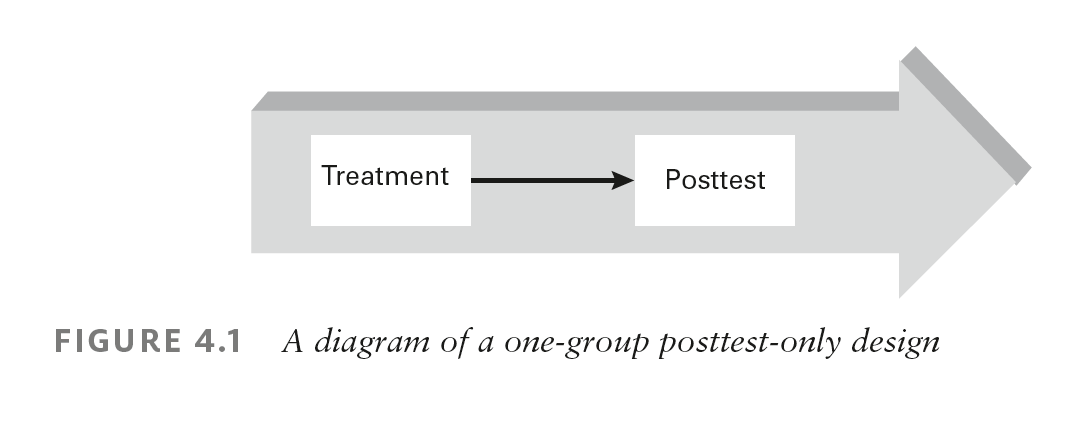 Treatment
Posttest
FIGURE 4.1 A diagram of a one-group posttest-only design